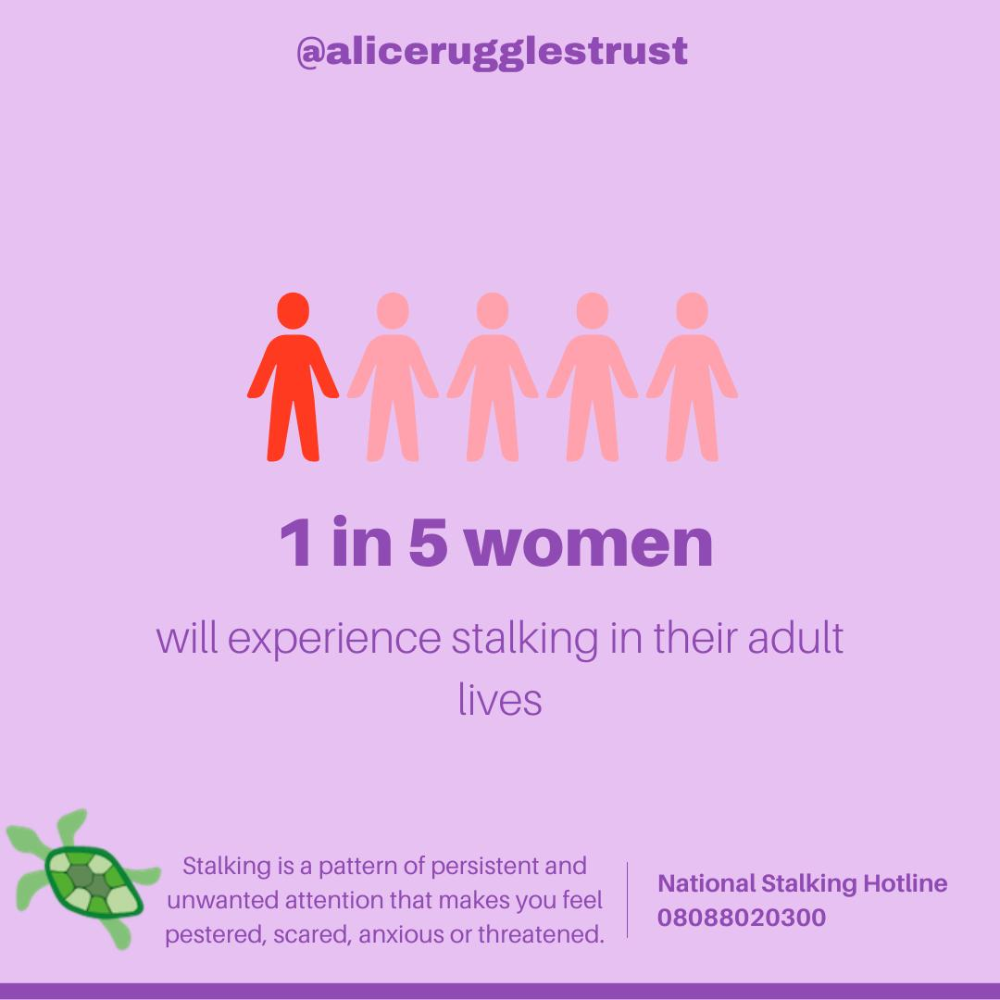 @alicerugglestrust
1 in 5 women
will experience stalking in their adult
lives
Stalking is a pattern of persistent and
unwanted attention that makes you feel
pestered, scared, anxious or threatened.
National Stalking Hotline
08088020300